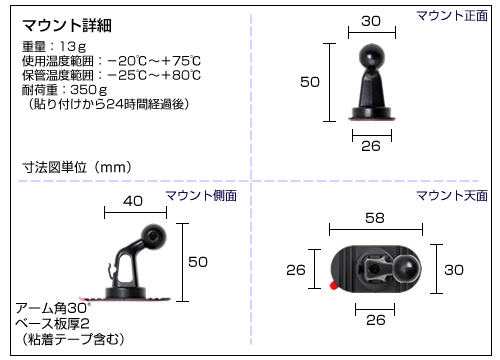 マウント詳細
重量：13ｇ
使用温度範囲：－20℃～＋75℃
保管温度範囲：－25℃～＋80℃
耐荷重：350ｇ
（貼り付けから24時間経過後）
寸法図単位（mm）
マウント正面
30
50
26
マウント側面
40
50
アーム角30°
ベース板厚2
（粘着テープ含む）
マウント天面
58
26
30
26